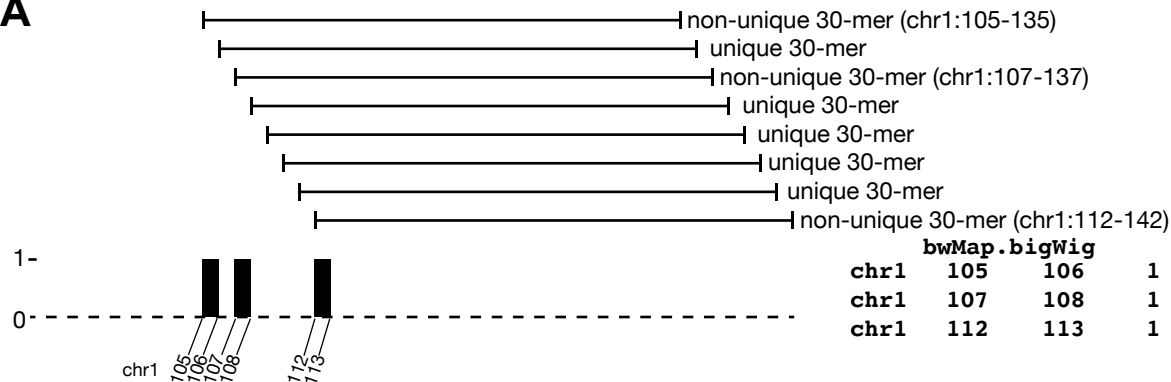 A
non-unique 30-mer (chr1:105-135)
unique 30-mer
non-unique 30-mer (chr1:107-137)
unique 30-mer
unique 30-mer
unique 30-mer
unique 30-mer
non-unique 30-mer (chr1:112-142)
bwMap.bigWig
chr1 105 106 1
chr1 107 108 1
chr1 112 113 1
1
0
chr1 105 106 107 108 112 113